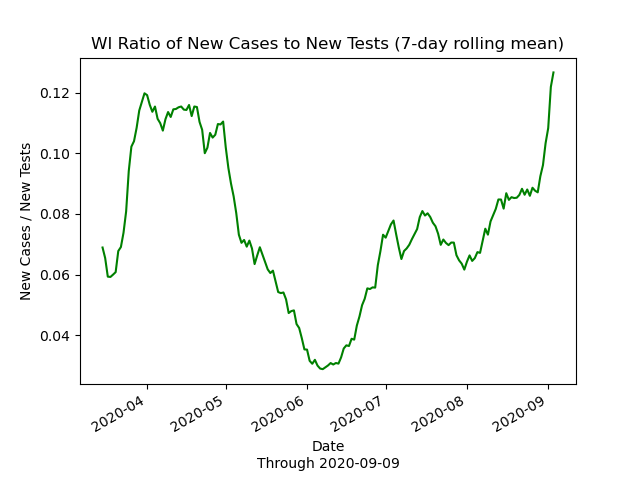 WI Ratio of New Cases to New Tests (7-day rolling mean)
New Cases / New Tests
0.12
0.10
0.08
0.06
0.04
2020-04
2020-05
2020-06
2020-07
2020-08
2020-09
Date
Through 2020-09-09